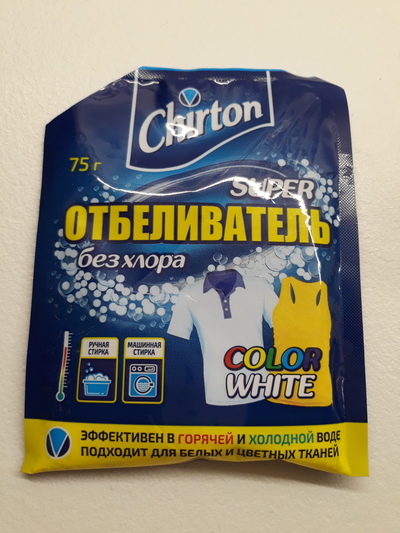 Chirton
75 г
SUPER
ОТБЕЛИВАТЕЛЬ
без хлора
РУЧНАЯ СТИРКА
МАШИННАЯ СТИРКА
COLOR
WHITE
ЭФФЕКТИВЕН В ГОРЯЧЕЙ И ХОЛОДНОЙ ВОДЕ
ПОДХОДИТ ДЛЯ БЕЛЫХ И ЦВЕТНЫХ ТКАНЕЙ